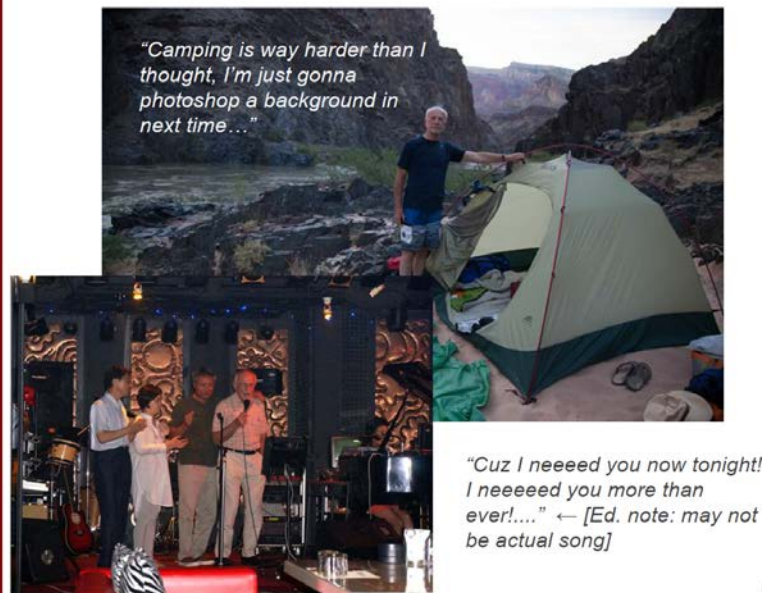 “Camping is way harder than I
thought, I’m just gonna
photoshop a background in
next time…”
“Cuz I neeeed you now tonight!
I neeeeed you more than
ever!....” ← [Ed. note: may not
be actual song]